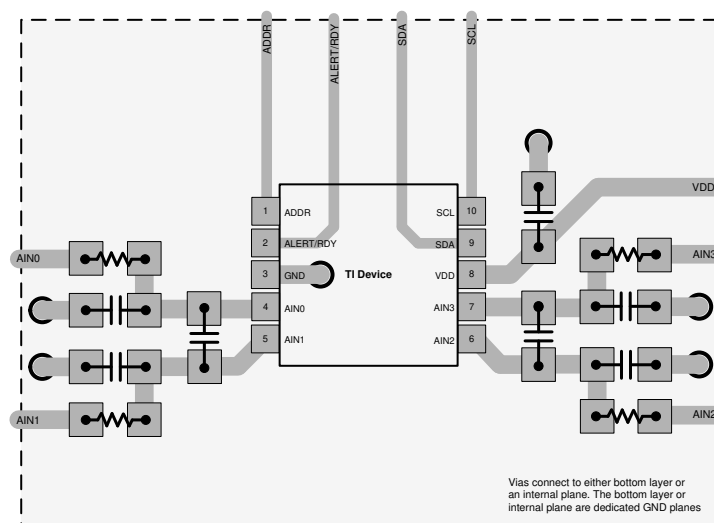 ADDR
ALERT/RDY
SDA
SCL
VDD
1 ADDR
SCL 10
2 ALERT/RDY
SDA 9
3 GND
TI Device
VDD 8
4 AIN0
AIN3 7
5 AIN1
AIN2 6
AIN0
AIN3
AIN1
AIN2
Vias connect to either bottom layer or
an internal plane. The bottom layer or
internal plane are dedicated GND planes